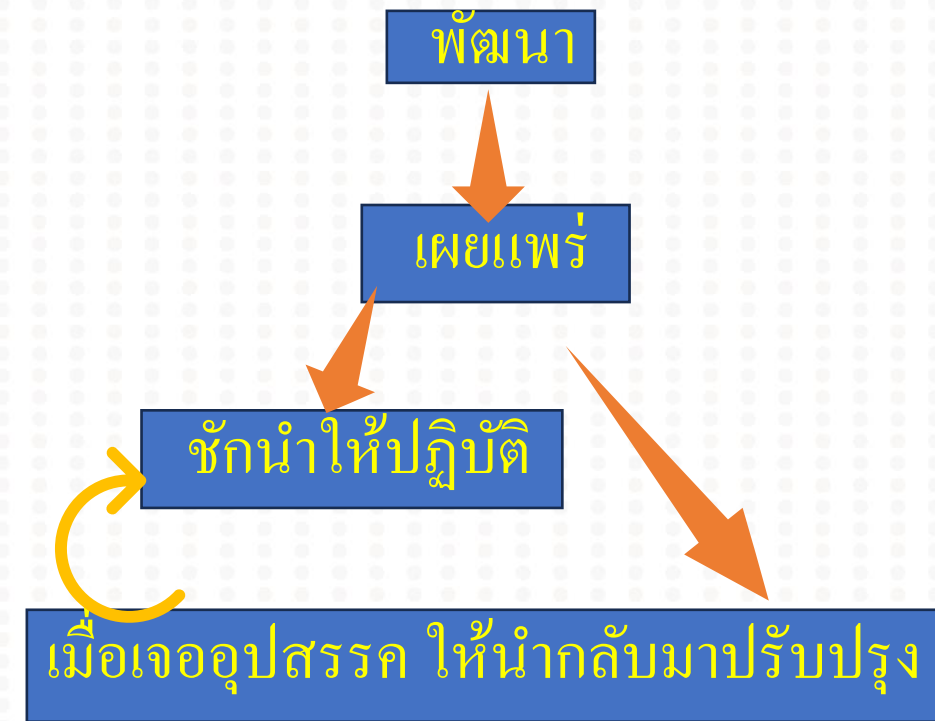 พัฒนา
เผยแพร่
ชักนำให้ปฏิบัติ
เมื่อเจออุปสรรค ให้นำกลับมาปรับปรุง